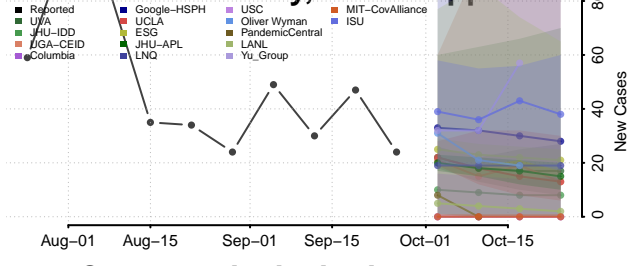 Reported Google-HSPH USC MIT-CovAlliance
UVA UCLA Oliver Wyman ISU
JHU-IDD ESG PandemicCentral
UGA-CEID JHU-APL LANL
Columbia LNQ Yu_Group
80
60
40
20
0
New Cases
Aug-01 Aug-15 Sep-01 Sep-15 Oct-01 Oct-15